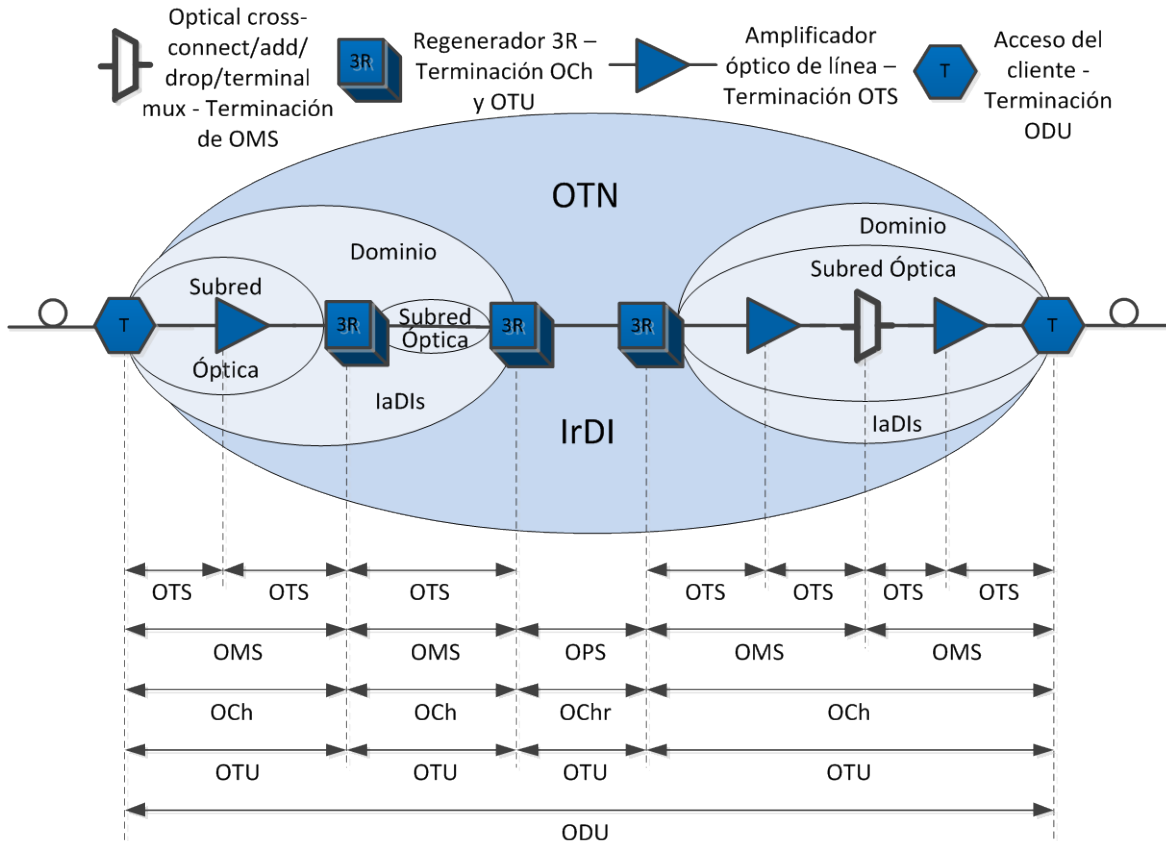 Optical cross-
connect/add/
drop/terminal
mux - Terminación
de OMS
3R
Regenerador 3R –
Terminación OCh
y OTU
Amplificador
óptico de línea –
Terminación OTS
T
Acceso del
cliente -
Terminación
ODU
OTN
Dominio
Dominio
Subred Óptica
Subred
Óptica
T
3R
Subred
Óptica
3R
3R
T
IaDIs
IaDIs
IrDI
OTS
OTS
OTS
OTS
OTS
OTS
OTS
OMS
OMS
OPS
OMS
OMS
OCh
OCh
OChr
OCh
OTU
OTU
OTU
OTU
ODU